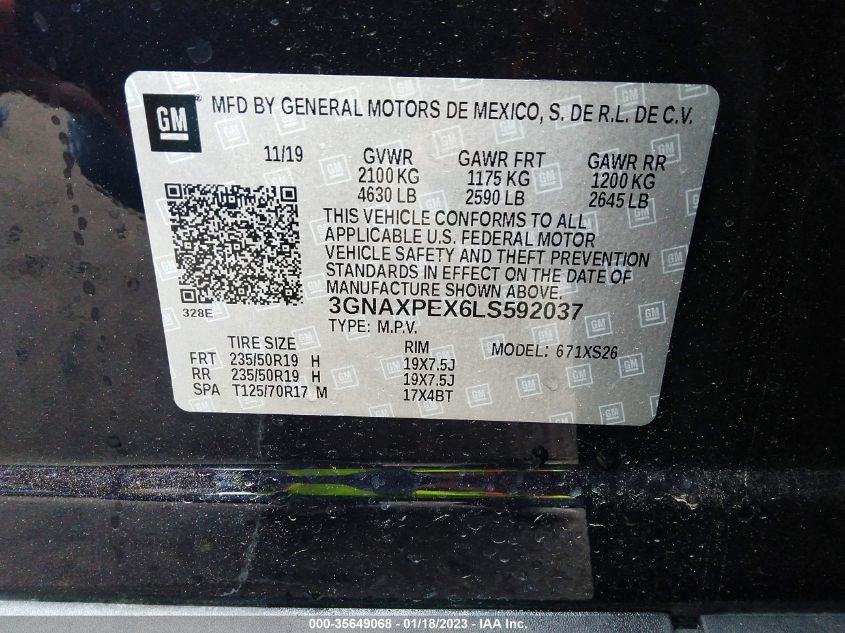 GM ® MFD BY GENERAL MOTORS DE MEXICO, S. DE R.L. DE C.V.
11/19 GVWR GAWR FRT GAWR RR
2100 KG 1175 KG 1200 KG
4630 LB 2590 LB 2645 LB
THIS VEHICLE CONFORMS TO ALL
APPLICABLE U.S. FEDERAL MOTOR
VEHICLE SAFETY AND THEFT PREVENTION
STANDARDS IN EFFECT ON THE DATE OF
MANUFACTURE SHOWN ABOVE.
328E
3GNAXPEX6LS592037
TYPE: M.P.V.
TIRE SIZE RIM MODEL: 671XS26
FRT 235/50R19 H 19X7.5J
RR 235/50R19 H 19X7.5J
SPA T125/70R17 M 17X4BT
000-35649068 - 01/18/2023 - IAA Inc.